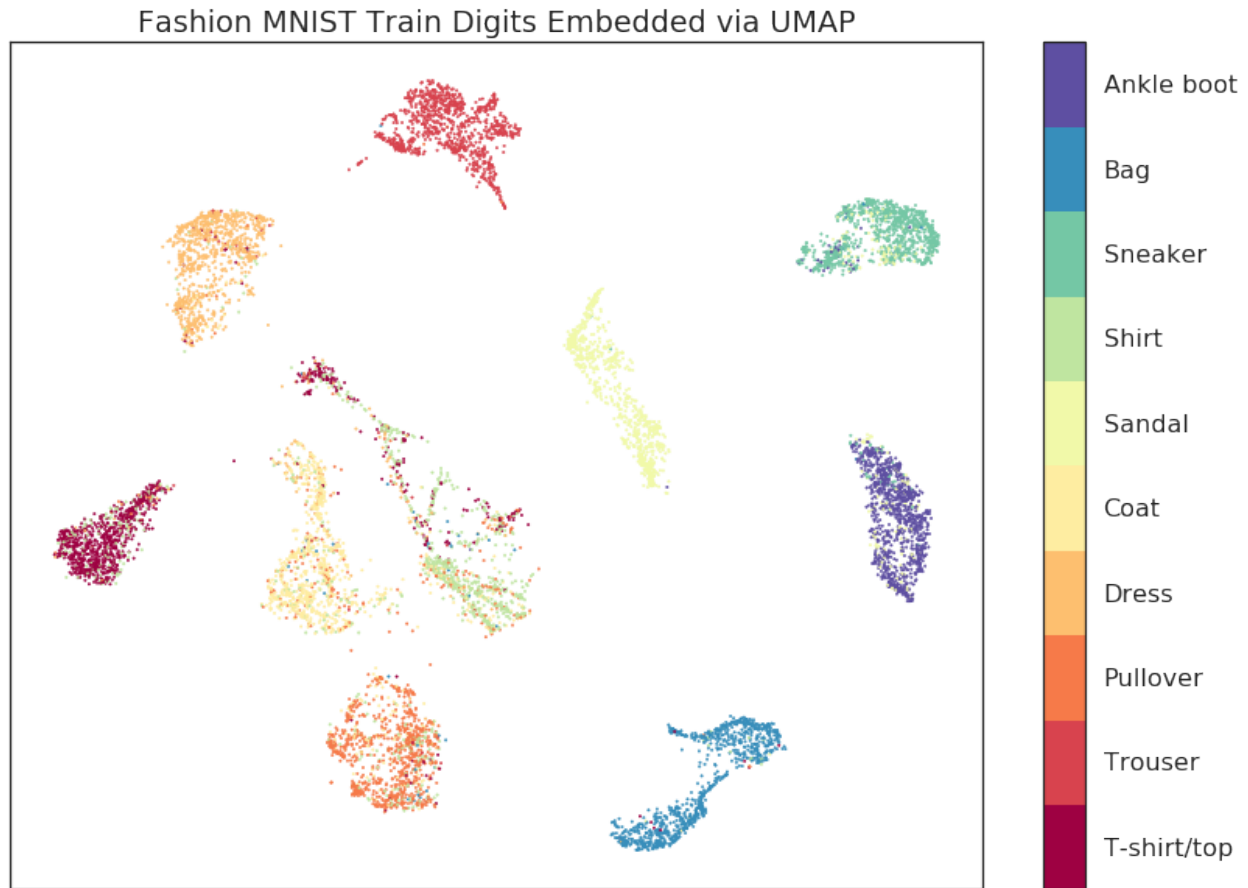 Fashion MNIST Train Digits Embedded via UMAP
Ankle boot
Bag
Sneaker
Shirt
Sandal
Coat
Dress
Pullover
Trouser
T-shirt/top